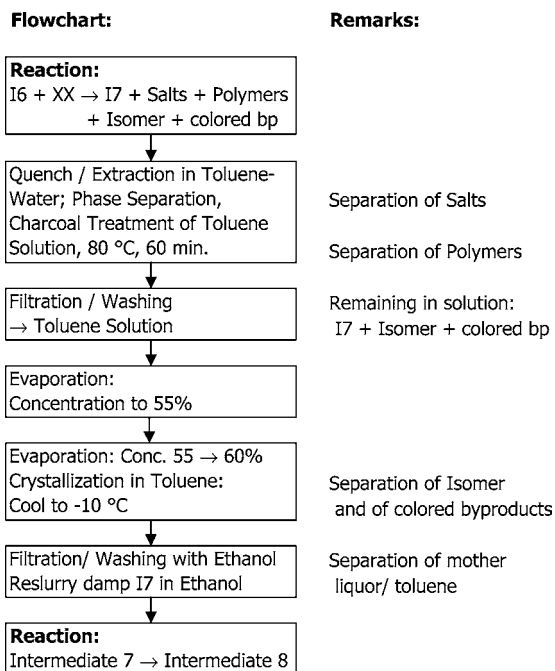 Flowchart:
Remarks:
Reaction:
I6 + XX → I7 + Salts + Polymers
+ Isomer + colored bp
Quench / Extraction in Toluene-
Water; Phase Separation,
Charcoal Treatment of Toluene
Solution, 80 °C, 60 min.
Separation of Salts
Separation of Polymers
Filtration / Washing
→ Toluene Solution
Remaining in solution:
I7 + Isomer + colored bp
Evaporation:
Concentration to 55%
Evaporation: Conc. 55 → 60%
Crystallization in Toluene:
Cool to -10 °C
Separation of Isomer
and of colored byproducts
Filtration/ Washing with Ethanol
Reslurry damp I7 in Ethanol
Separation of mother
liquor/ toluene
Reaction:
Intermediate 7 → Intermediate 8